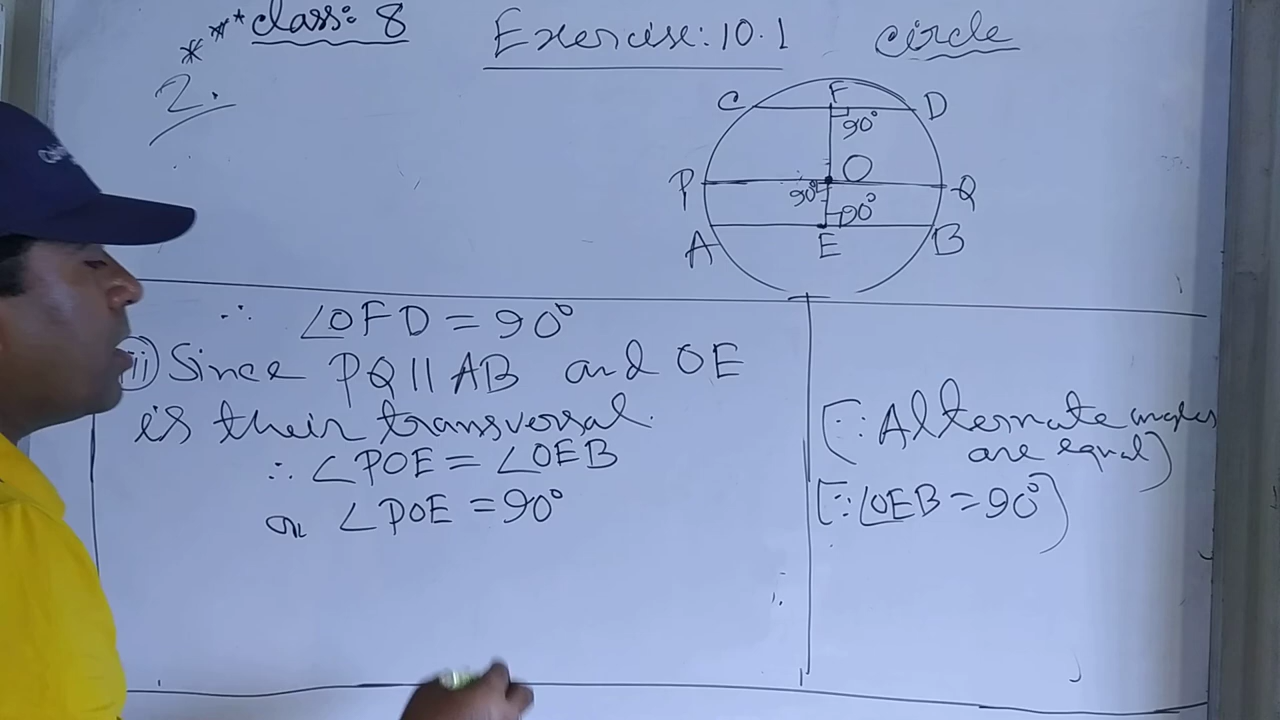 *** class: 8
Exercise: 10.1
circle
2.
C F D
90°
P O Q
90° 90°
A E B
∴ ∠OFD = 90°
ii) Since PQ || AB and OE
is their transversal.
∴ ∠POE = ∠OEB
or ∠POE = 90°
[∵ Alternate angles
are equal)
[∵ ∠OEB = 90°)